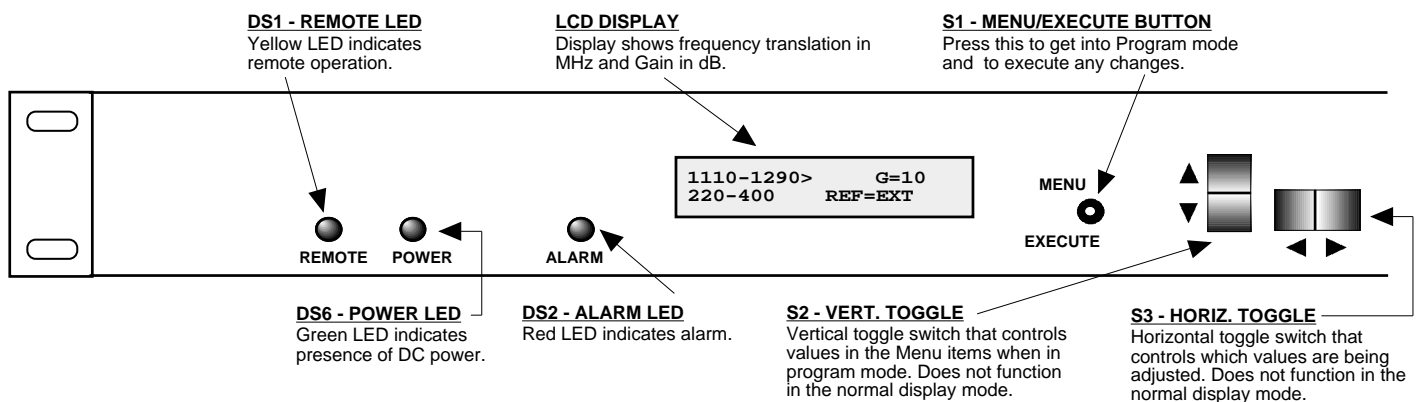 DS1 - REMOTE LED
Yellow LED indicates
remote operation.
LCD DISPLAY
Display shows frequency translation in
MHz and Gain in dB.
S1 - MENU/EXECUTE BUTTON
Press this to get into Program mode
and to execute any changes.
1110-1290> G=10
220-400 REF=EXT
MENU
EXECUTE
REMOTE
POWER
ALARM
DS6 - POWER LED
Green LED indicates
presence of DC power.
DS2 - ALARM LED
Red LED indicates alarm.
S2 - VERT. TOGGLE
Vertical toggle switch that controls
values in the Menu items when in
program mode. Does not function
in the normal display mode.
S3 - HORIZ. TOGGLE
Horizontal toggle switch that
controls which values are being
adjusted. Does not function in the
normal display mode.